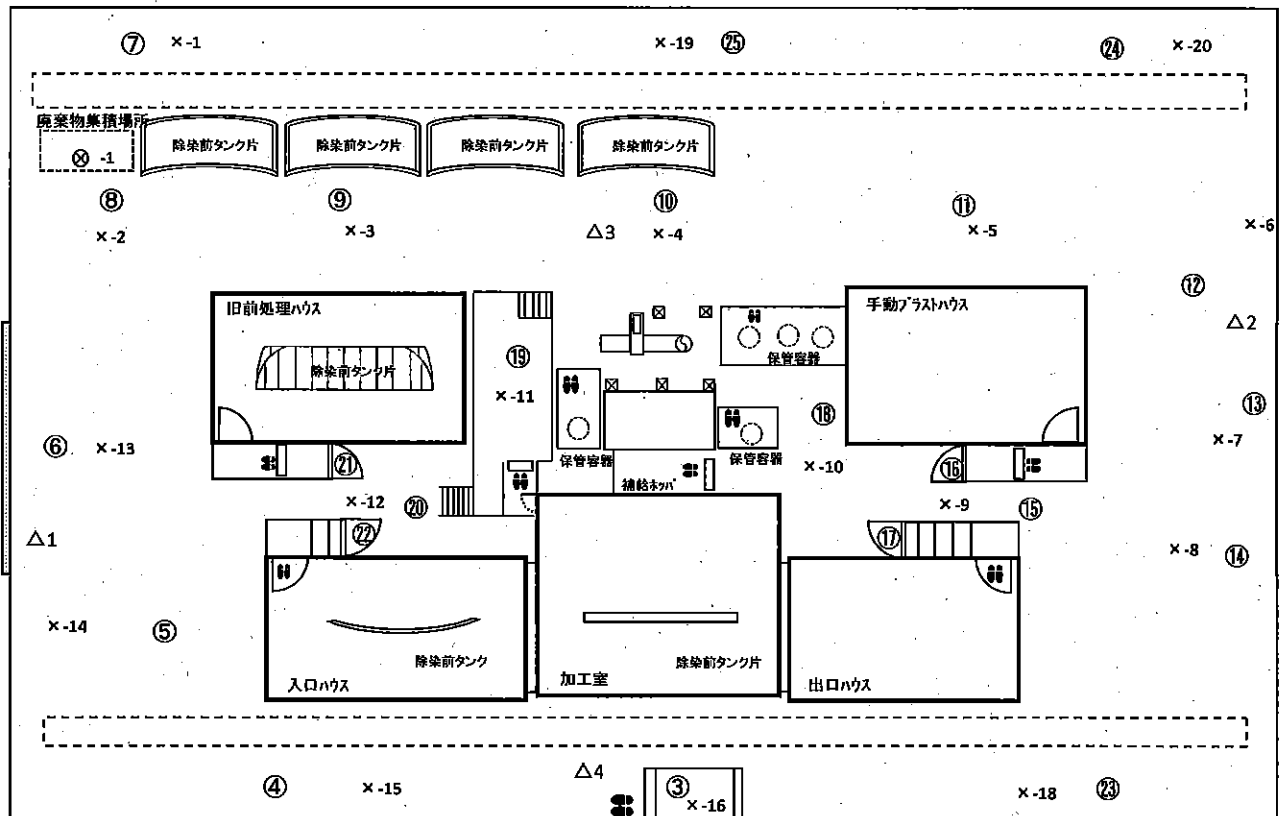 ⑦ ×-1 ×-19 ㉕ ㉔ ×-20
廃棄物集積場所
⊗ -1 除染前タンク片 除染前タンク片 除染前タンク片 除染前タンク片
⑧ ⑨ ⑩ ⑪
×-2 ×-3 △3 ×-4 ×-5 ×-6
⑫
旧前処理ハウス 手動ブラストハウス
△2
⑲ 保管容器
除染前タンク片
×-11 ⑱ ⑬
⑥ ×-13 ×-7
㉑ 保管容器 保管容器 ×-10 ⑯
補給ホッパ
×-12 ⑳ ×-9 ⑮
△1 ㉒ ⑰ ×-8 ⑭
×-14 ⑤
除染前タンク 除染前タンク片
入口ハウス 加工室 出口ハウス
△4
④ ×-15 ③ ×-18 ㉓
×-16